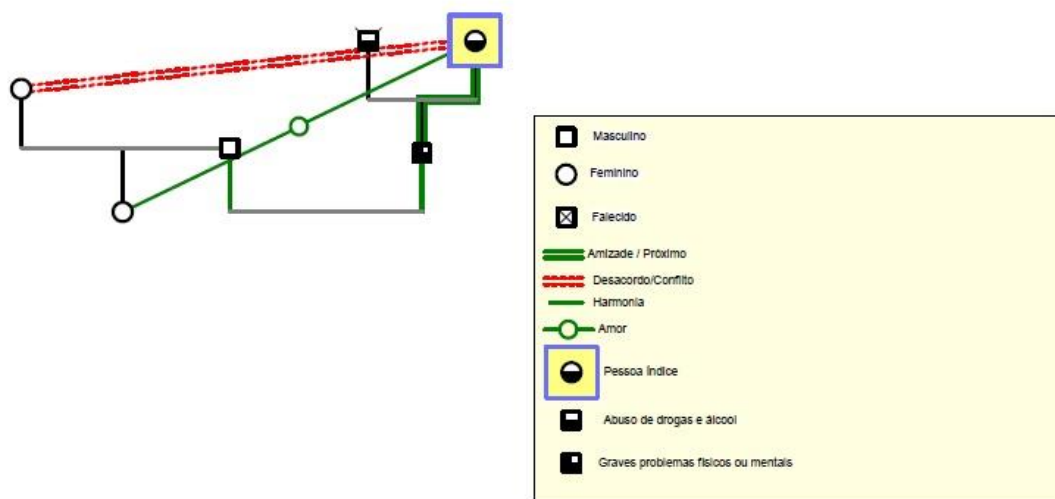 Masculino
Feminino
Falecido
Amizade / Próximo
Desacordo/Conflito
Harmonia
Amor
Pessoa Índice
Abuso de drogas e álcool
Graves problemas físicos ou mentais